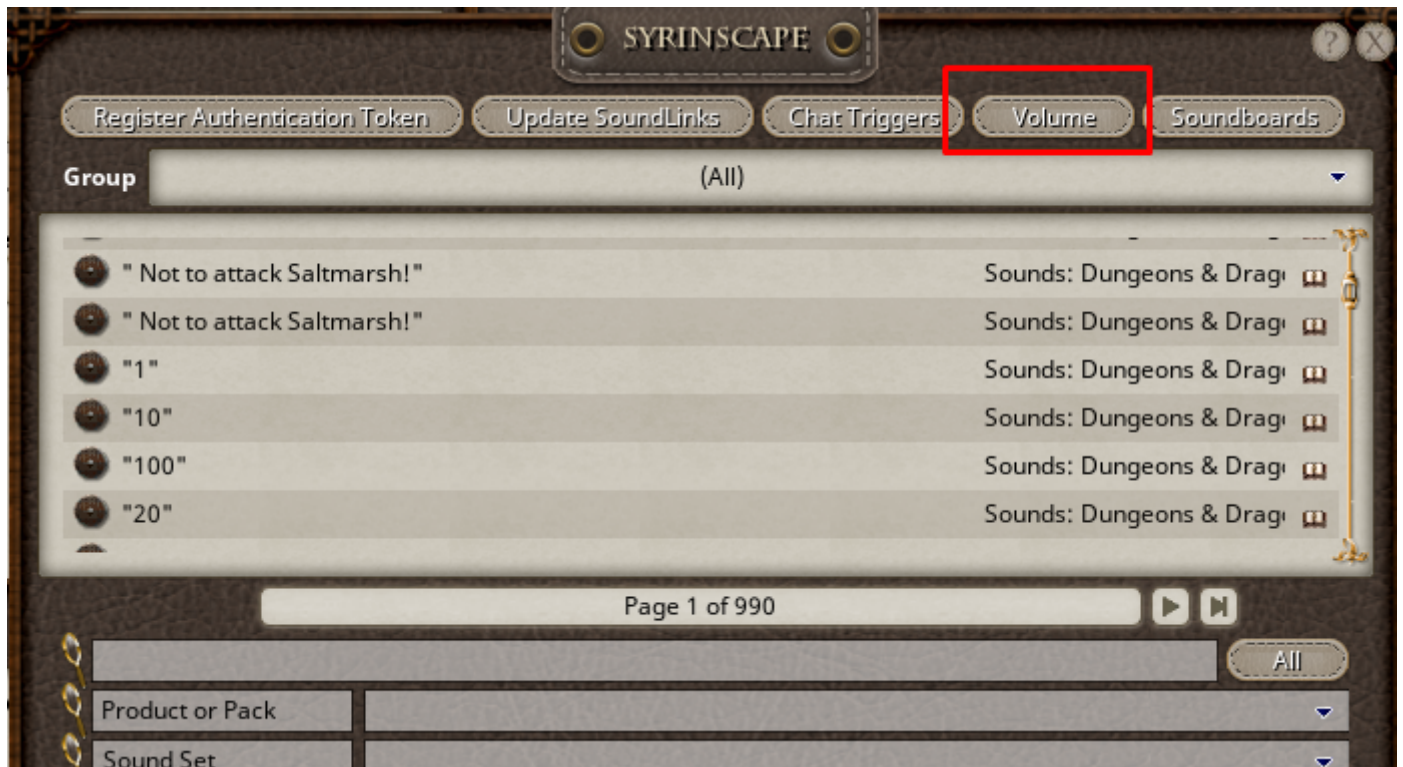 SYRINSCAPE
? X
Register Authentication Token Update SoundLinks Chat Triggers Volume Soundboards
Group (All)
" Not to attack Saltmarsh!" Sounds: Dungeons & Drag
" Not to attack Saltmarsh!" Sounds: Dungeons & Drag
"1" Sounds: Dungeons & Drag
"10" Sounds: Dungeons & Drag
"100" Sounds: Dungeons & Drag
"20" Sounds: Dungeons & Drag
Page 1 of 990
All
Product or Pack
Sound Set